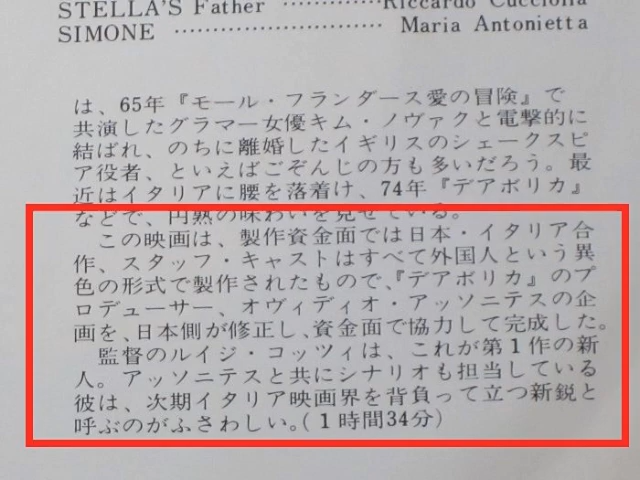 STELLA'S Father ············ Riccardo Cucciolla
SIMONE ·························· Maria Antonietta
は、65年『モール・フランダース愛の冒険』で
共演したグラマー女優キム・ノヴァクと電撃的に
結ばれ、のちに離婚したイギリスのシェークスピ
ア役者、といえばごぞんじの方も多いだろう。最
近はイタリアに腰を落着け、74年『デアボリカ』
などで、円熟の味わいを見せている。
この映画は、製作資金面では日本・イタリア合
作、スタッフ・キャストはすべて外国人という異
色の形式で製作されたもので、『デアボリカ』のプ
ロデューサー、オヴィディオ・アッソニテスの企
画を、日本側が修正し、資金面で協力して完成した。
監督のルイジ・コッツィは、これが第1作の新
人。アッソニテスと共にシナリオも担当している
彼は、次期イタリア映画界を背負って立つ新鋭と
呼ぶのがふさわしい。(1時間34分)